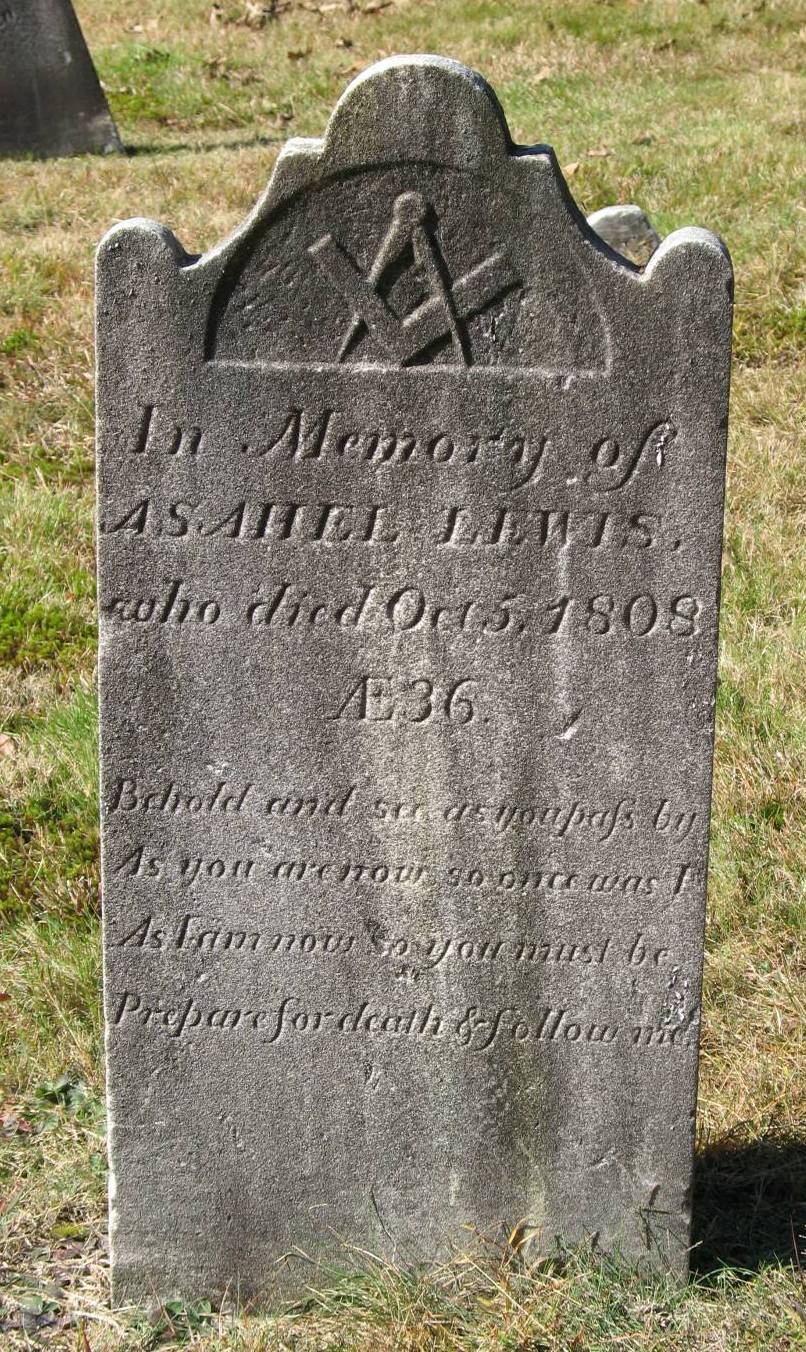 In Memory of
ASAHEL LEWIS,
who died Oct 5, 1808
Æ 36.
Behold and see as you paſs by
As you are now so once was I
As I am now so you must be
Prepare for death & follow me.